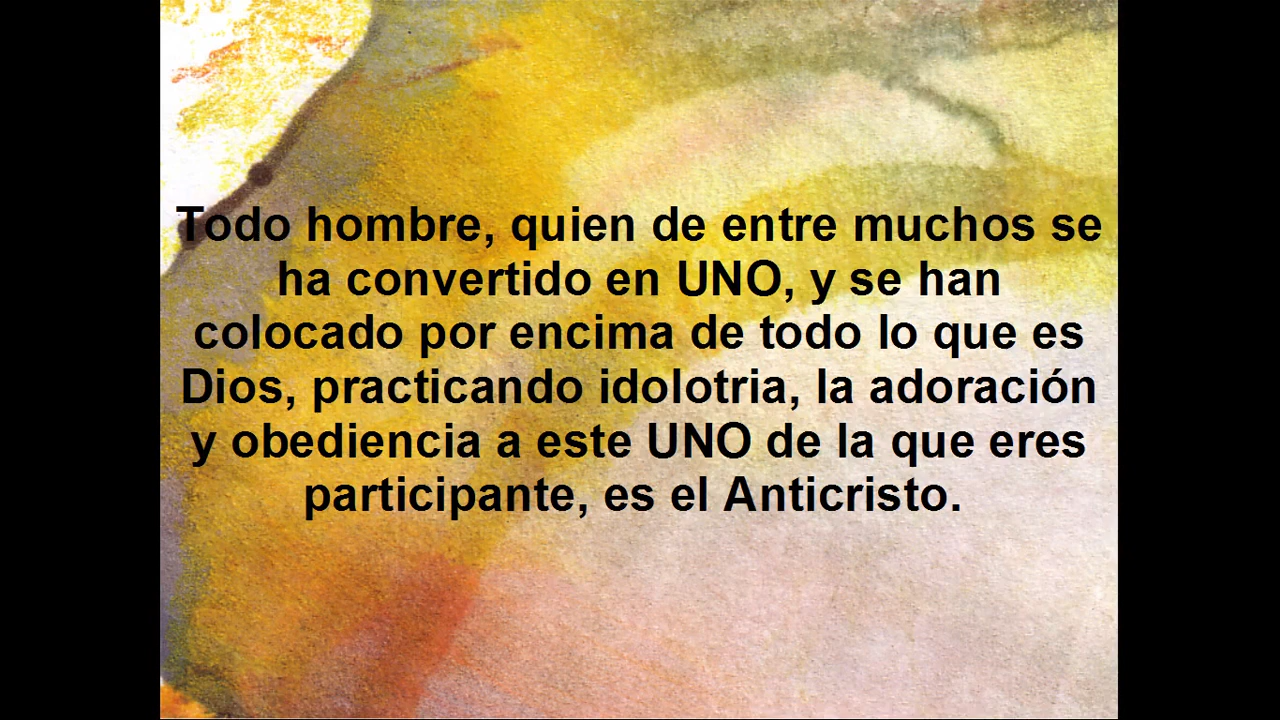 Todo hombre, quien de entre muchos se
ha convertido en UNO, y se han
colocado por encima de todo lo que es
Dios, practicando idolotria, la adoración
y obediencia a este UNO de la que eres
participante, es el Anticristo.